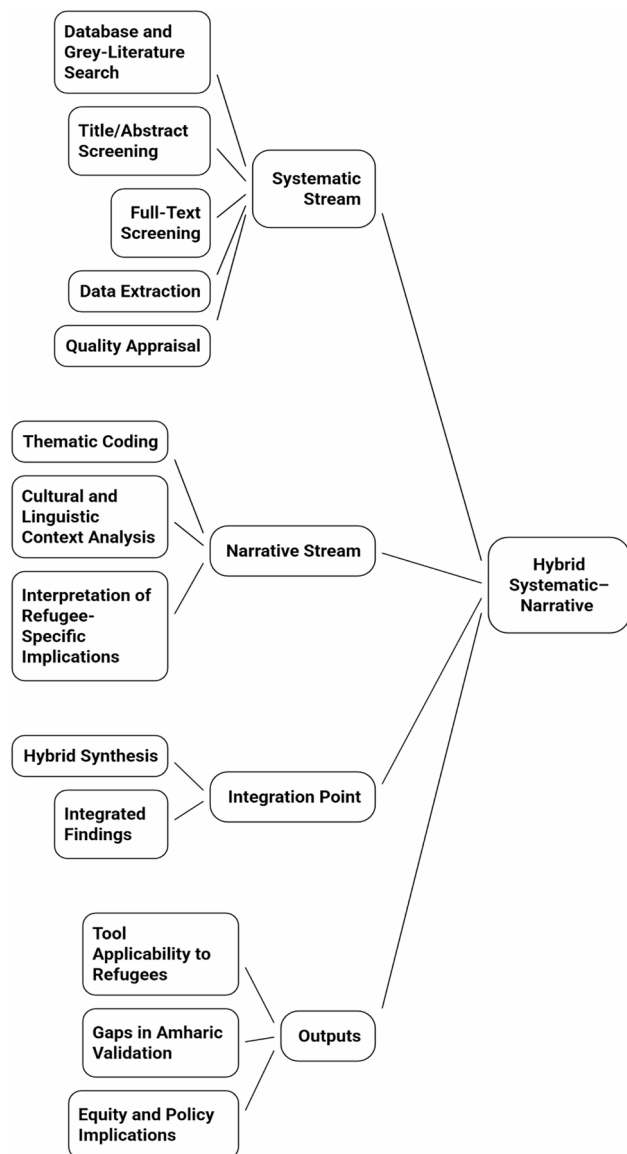 Database and
Grey-Literature
Search
Title/Abstract
Screening
Full-Text
Screening
Data Extraction
Quality Appraisal
Systematic
Stream
Thematic Coding
Cultural and
Linguistic
Context Analysis
Interpretation of
Refugee-
Specific
Implications
Narrative Stream
Hybrid Synthesis
Integrated
Findings
Integration Point
Tool
Applicability to
Refugees
Gaps in Amharic
Validation
Equity and Policy
Implications
Outputs
Hybrid
Systematic–
Narrative